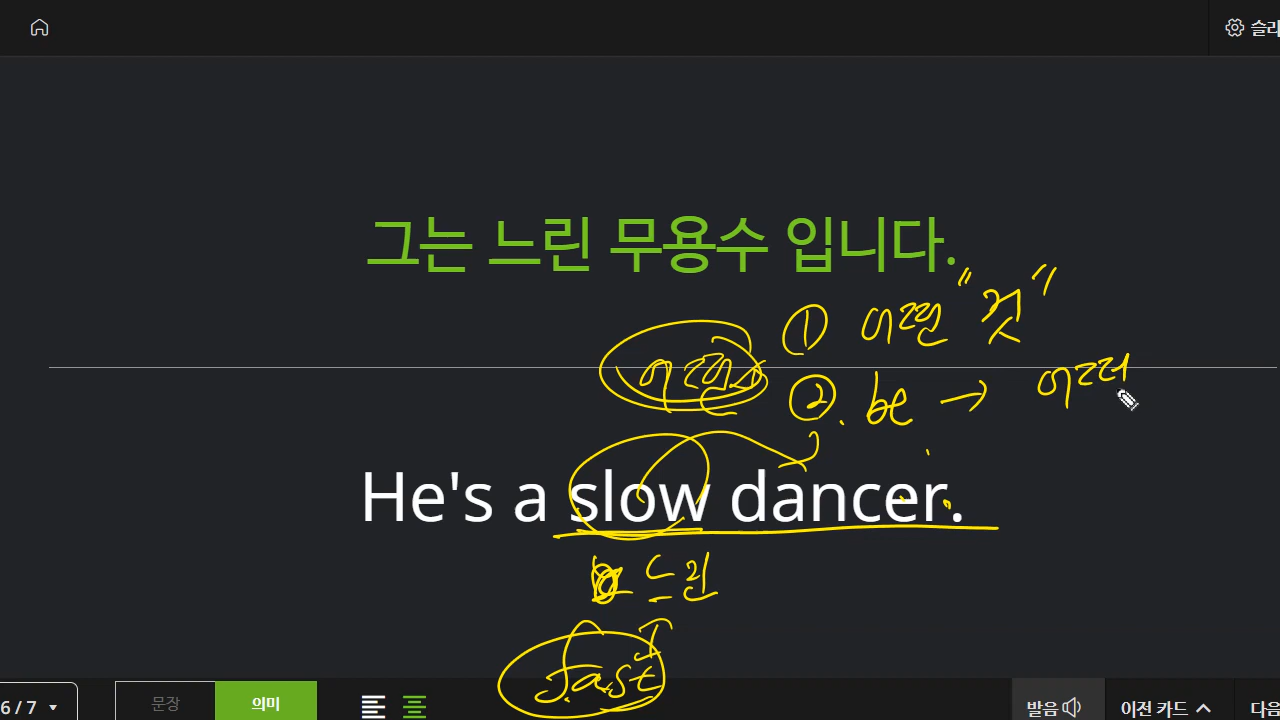 슬라
그는 느린 무용수 입니다.
① 어떤 "것"
②. be → 어떠
He's a slow dancer.
느린
fast
6 / 7
문장
의미
발음
이전 카드
다음